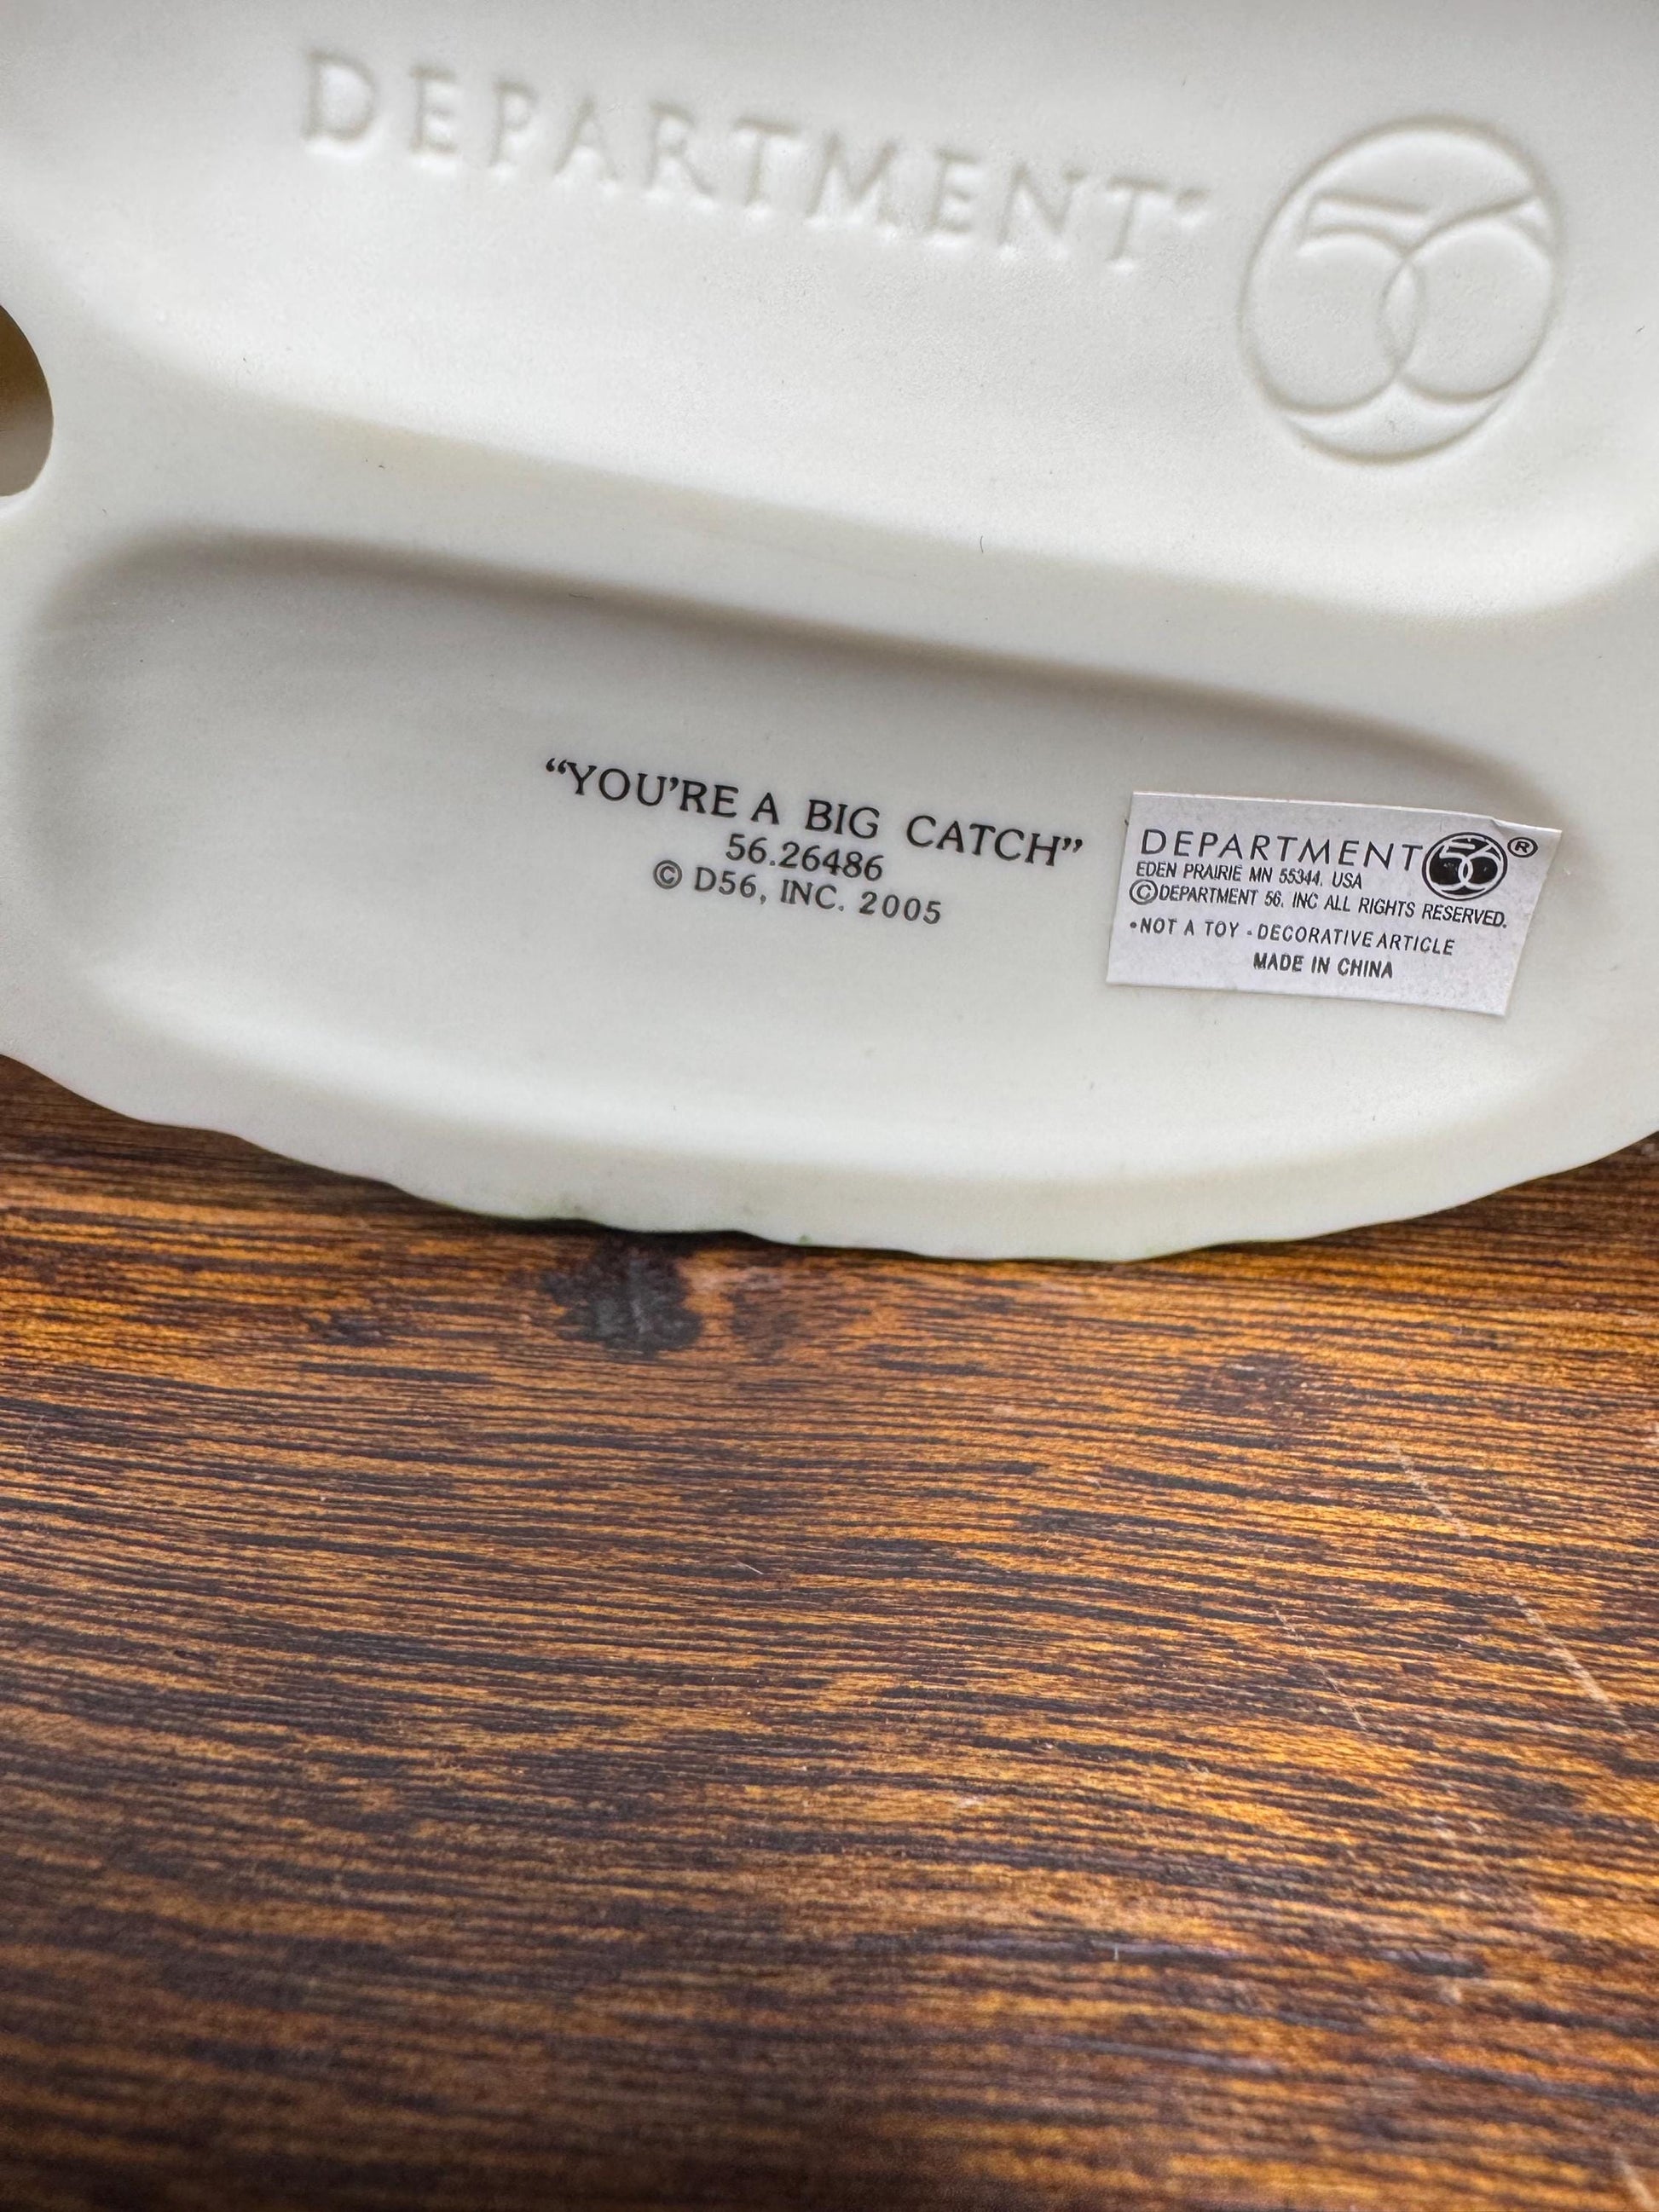 DEPARTMENT 56
"YOU'RE A BIG CATCH"
56.26486
© D56, INC. 2005
DEPARTMENT 56®
EDEN PRAIRIE MN 55344, USA
©DEPARTMENT 56, INC ALL RIGHTS RESERVED.
•NOT A TOY - DECORATIVE ARTICLE
MADE IN CHINA